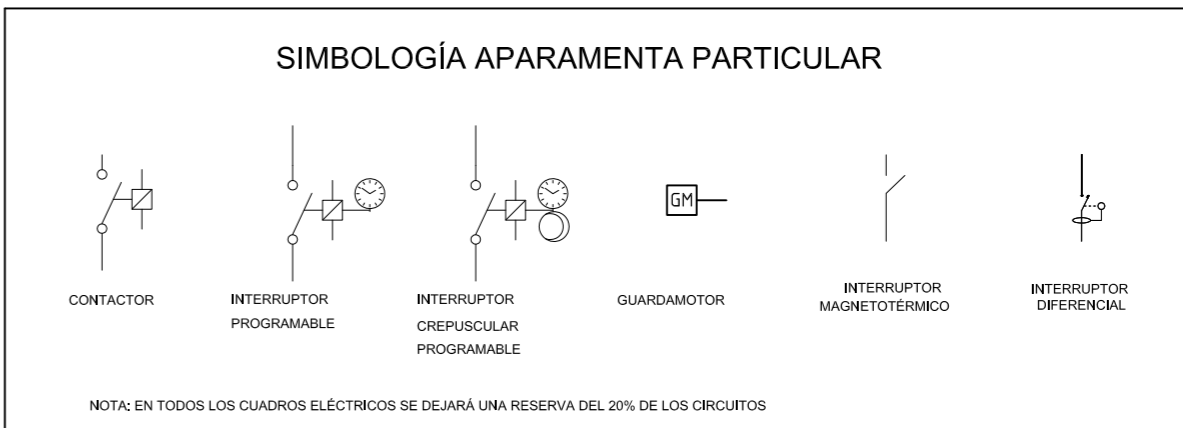 SIMBOLOGÍA APARAMENTA PARTICULAR
GM
CONTACTOR
INTERRUPTOR
PROGRAMABLE
INTERRUPTOR
CREPUSCULAR
PROGRAMABLE
GUARDAMOTOR
INTERRUPTOR
MAGNETOTÉRMICO
INTERRUPTOR
DIFERENCIAL
NOTA: EN TODOS LOS CUADROS ELÉCTRICOS SE DEJARÁ UNA RESERVA DEL 20% DE LOS CIRCUITOS